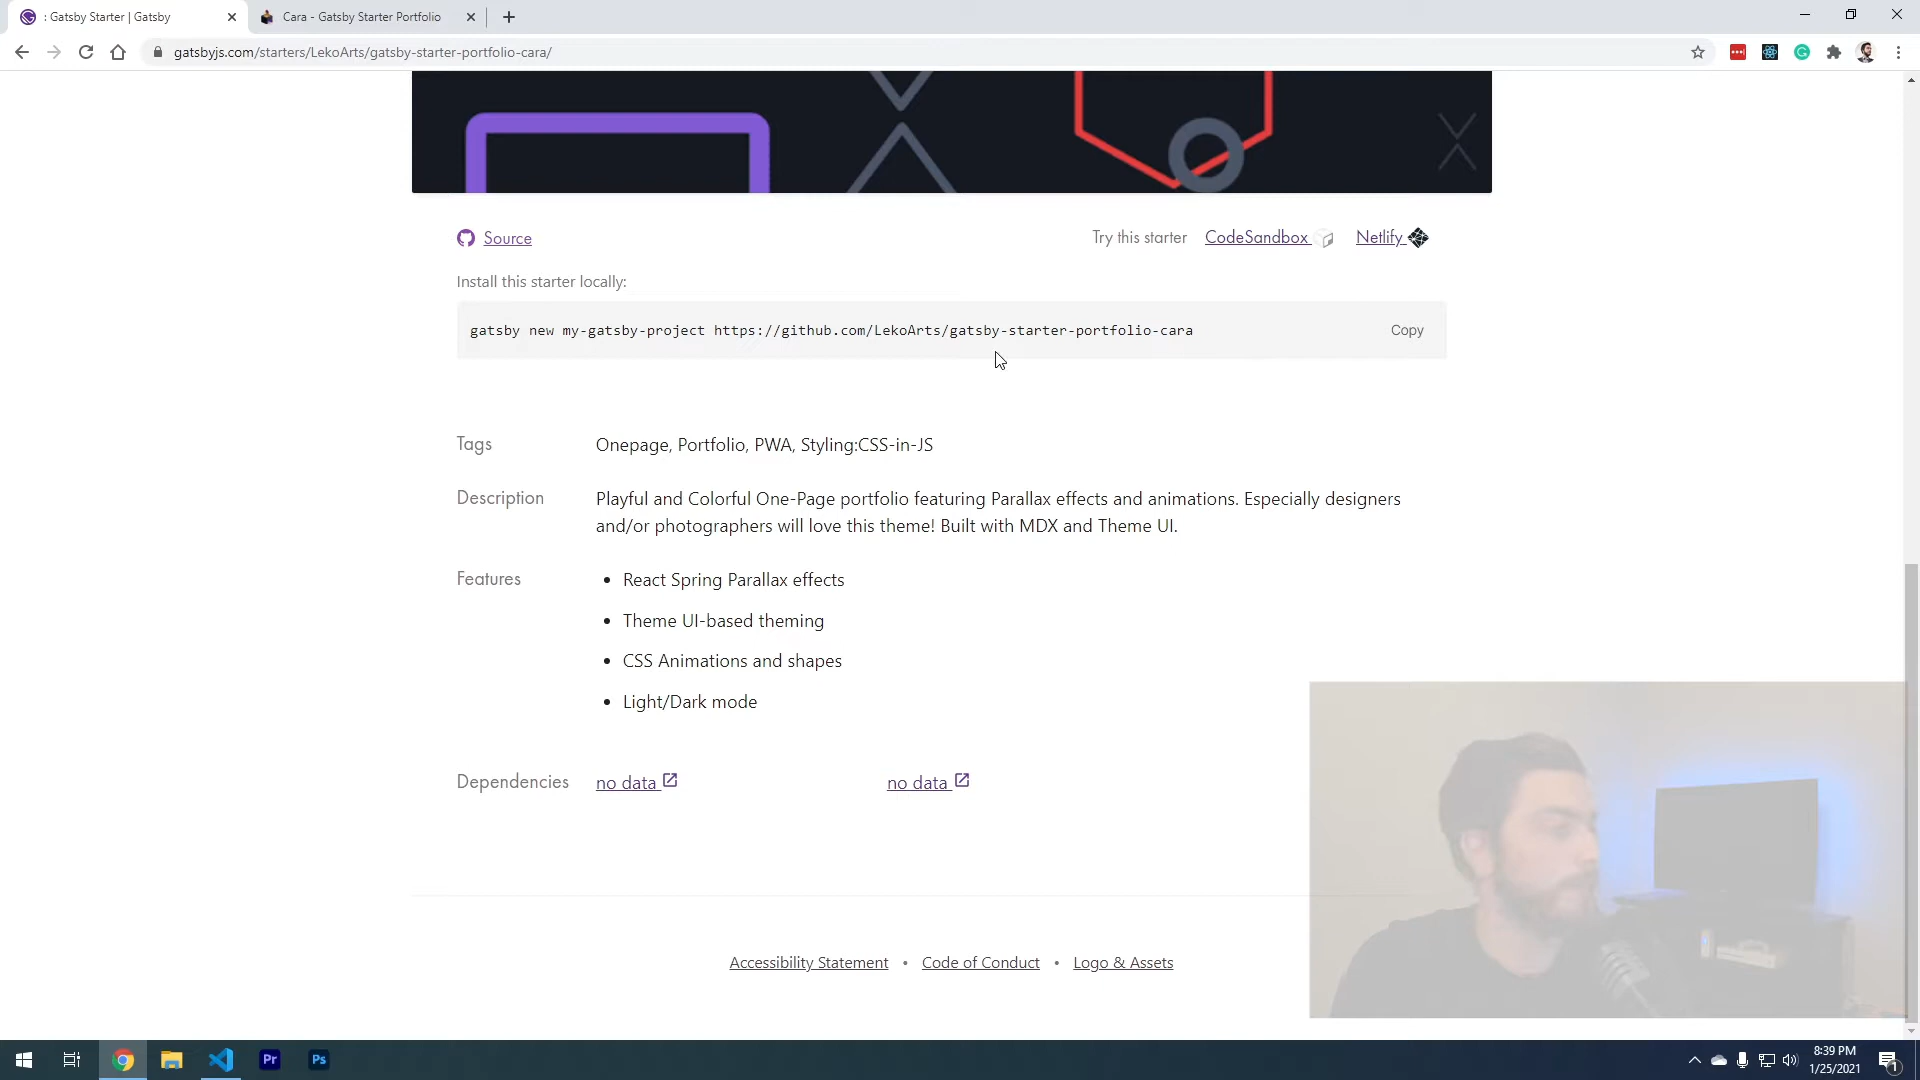 : Gatsby Starter | Gatsby
Cara - Gatsby Starter Portfolio
gatsbyjs.com/starters/LekoArts/gatsby-starter-portfolio-cara/
Source
Try this starter CodeSandbox Netlify
Install this starter locally:
gatsby new my-gatsby-project https://github.com/LekoArts/gatsby-starter-portfolio-cara
Copy
Tags
Onepage, Portfolio, PWA, Styling:CSS-in-JS
Description
Playful and Colorful One-Page portfolio featuring Parallax effects and animations. Especially designers
and/or photographers will love this theme! Built with MDX and Theme UI.
Features
• React Spring Parallax effects
• Theme UI-based theming
• CSS Animations and shapes
• Light/Dark mode
Dependencies
no data
no data
Accessibility Statement • Code of Conduct • Logo & Assets
Pr
Ps
8:39 PM
1/25/2021
1